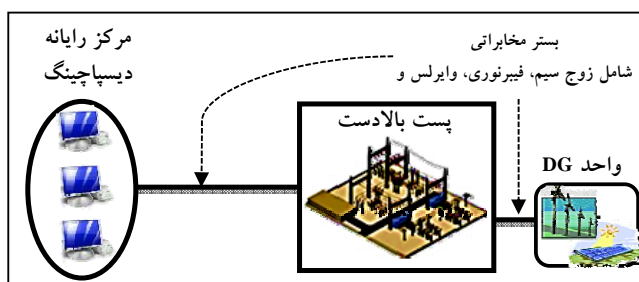 مرکز رایانه
دیسپاچینگ
بستر مخابراتی
شامل زوج سیم، فیبرنوری، وایرلس و
پست بالادست
واحد DG